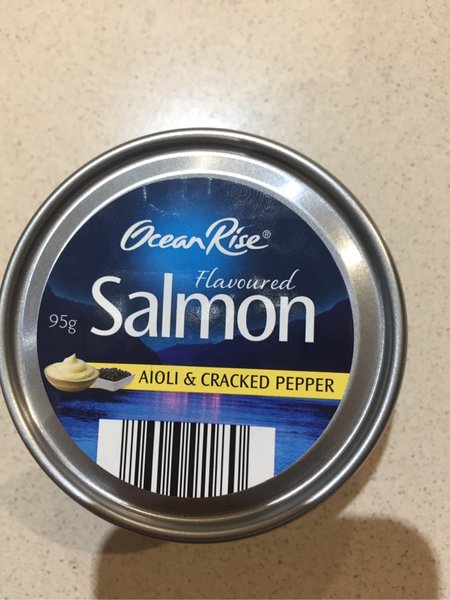 Ocean Rise®
Flavoured
95g Salmon
AIOLI & CRACKED PEPPER